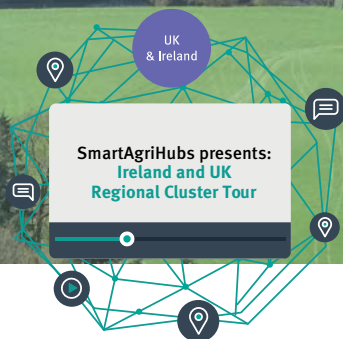 UK
& Ireland
SmartAgriHubs presents:
Ireland and UK
Regional Cluster Tour